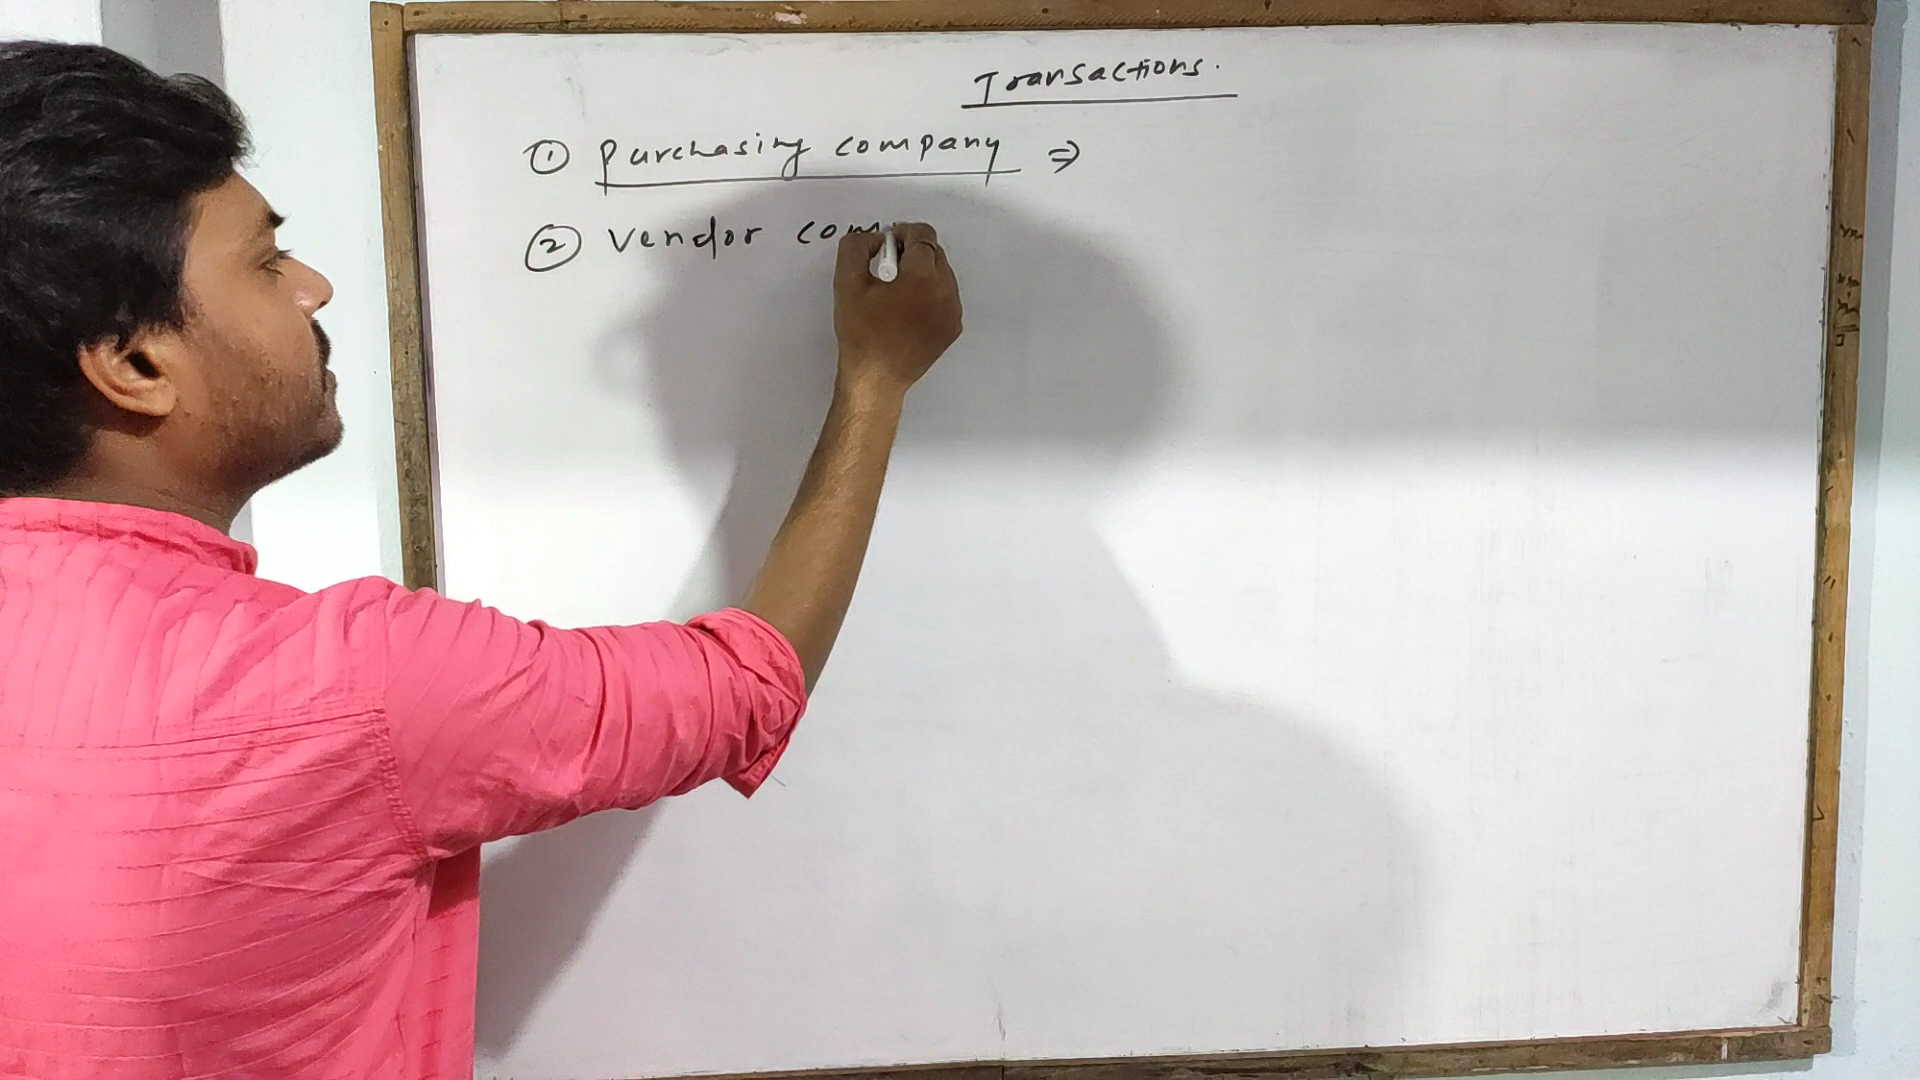 Transactions.
① Purchasing company ⇒
② Vendor com